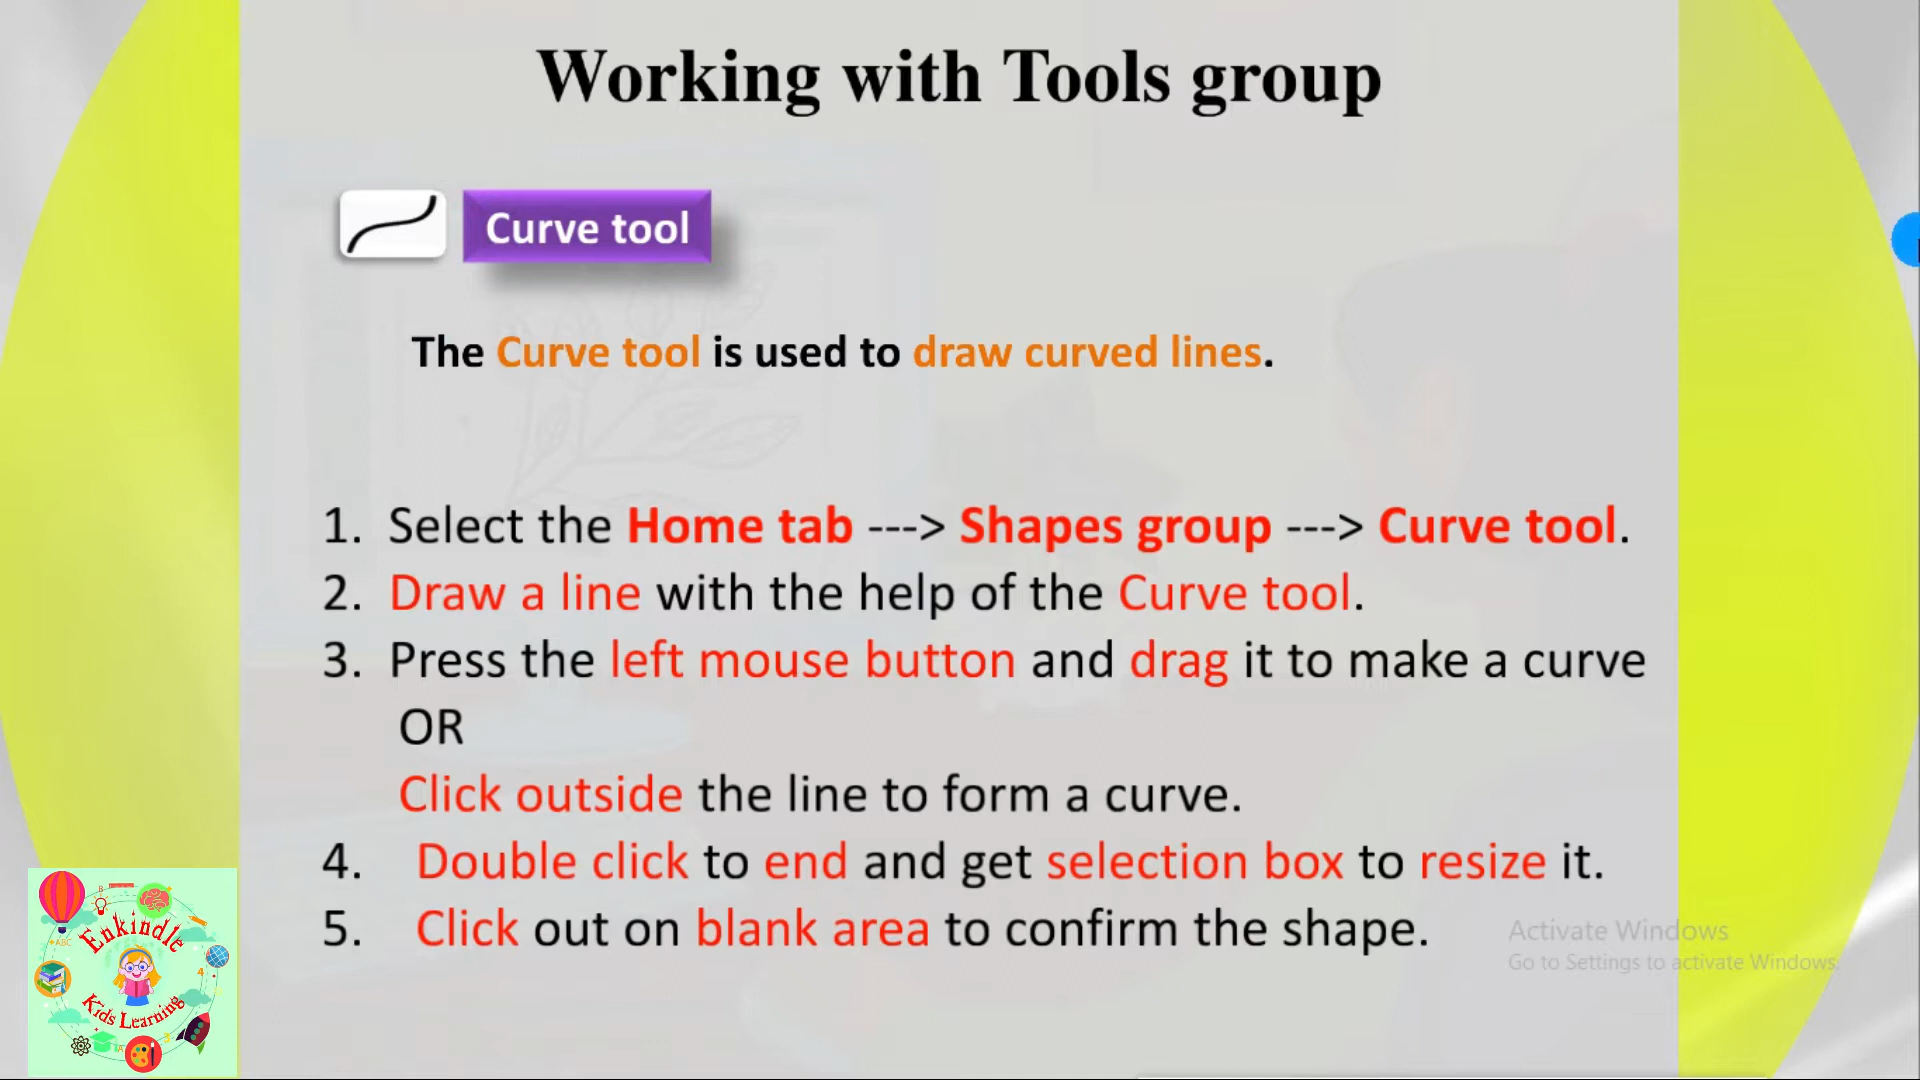 Working with Tools group
Curve tool
The Curve tool is used to draw curved lines.
1. Select the Home tab ---> Shapes group ---> Curve tool.
2. Draw a line with the help of the Curve tool.
3. Press the left mouse button and drag it to make a curve
OR
Click outside the line to form a curve.
4. Double click to end and get selection box to resize it.
5. Click out on blank area to confirm the shape.
Activate Windows
Go to Settings to activate Windows.
Enkindle
Kids Learning